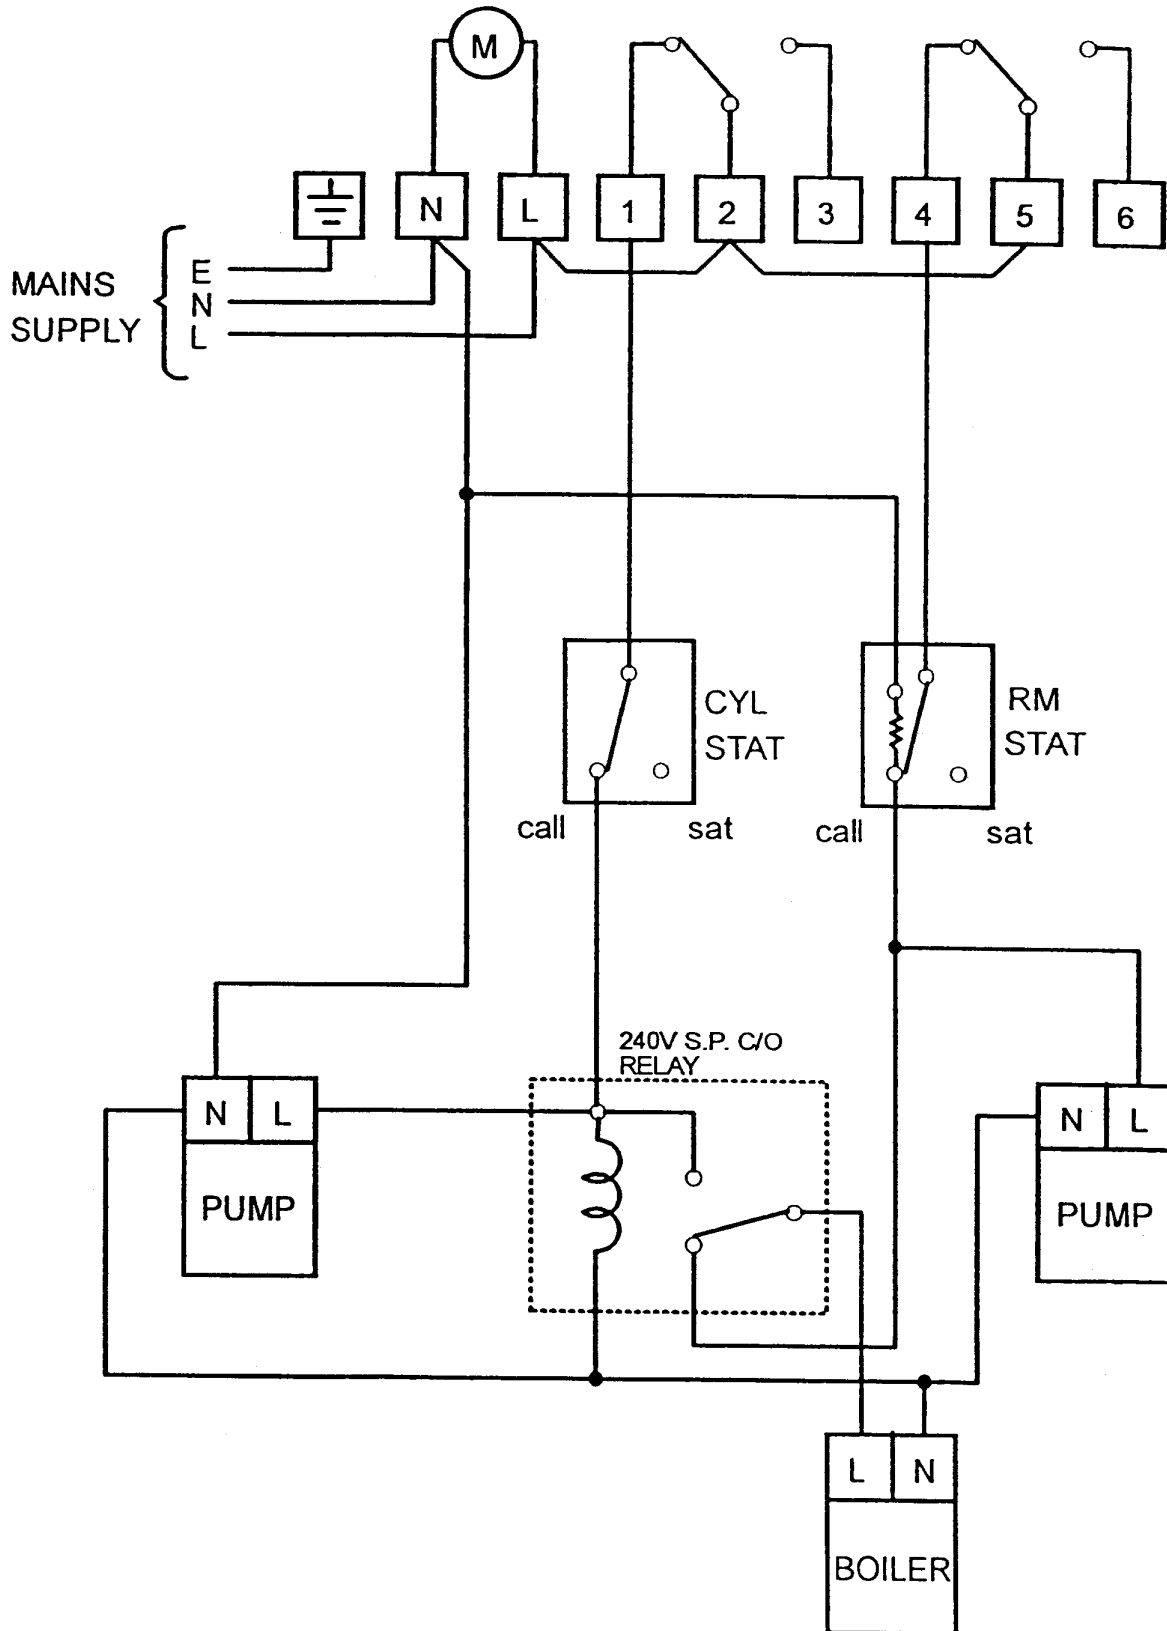 M
N
L
1
2
3
4
5
6
MAINS
SUPPLY
E
N
L
CYL
STAT
RM
STAT
call
sat
call
sat
240V S.P. C/O
RELAY
N
L
PUMP
N
L
PUMP
L
N
BOILER